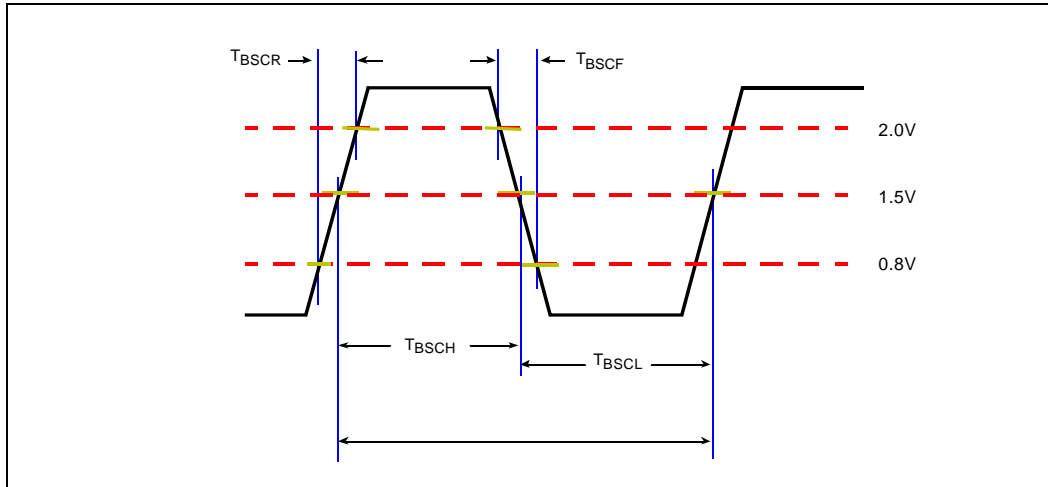 TBSCR
TBSCF
2.0V
1.5V
0.8V
TBSCH
TBSCL